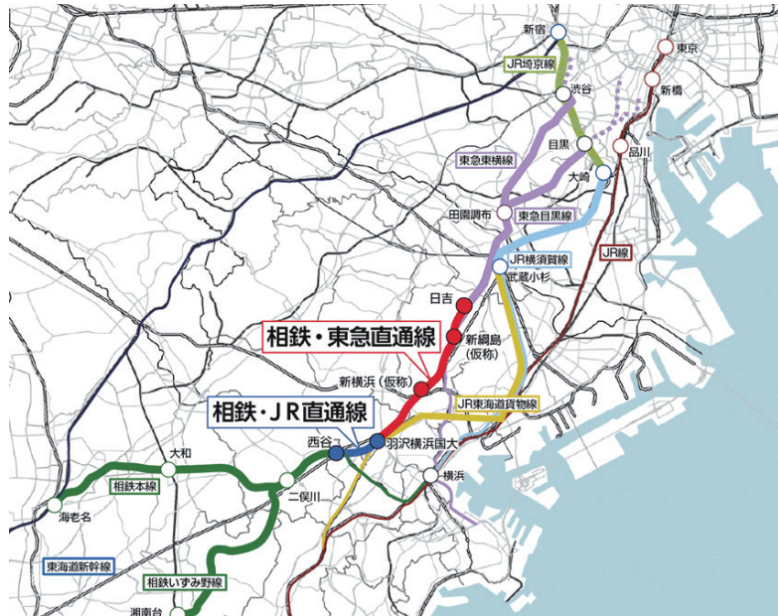 新宿
東京
JR埼京線
渋谷
新橋
目黒
品川
東急東横線
大崎
田園調布
東急目黒線
JR横須賀線
JR線
武蔵小杉
日吉
相鉄・東急直通線
新綱島
(仮称)
新横浜(仮称)
JR東海道貨物線
相鉄・JR直通線
西谷
羽沢横浜国大
大和
横浜
相鉄本線
二俣川
海老名
東海道新幹線
相鉄いずみ野線
湘南台